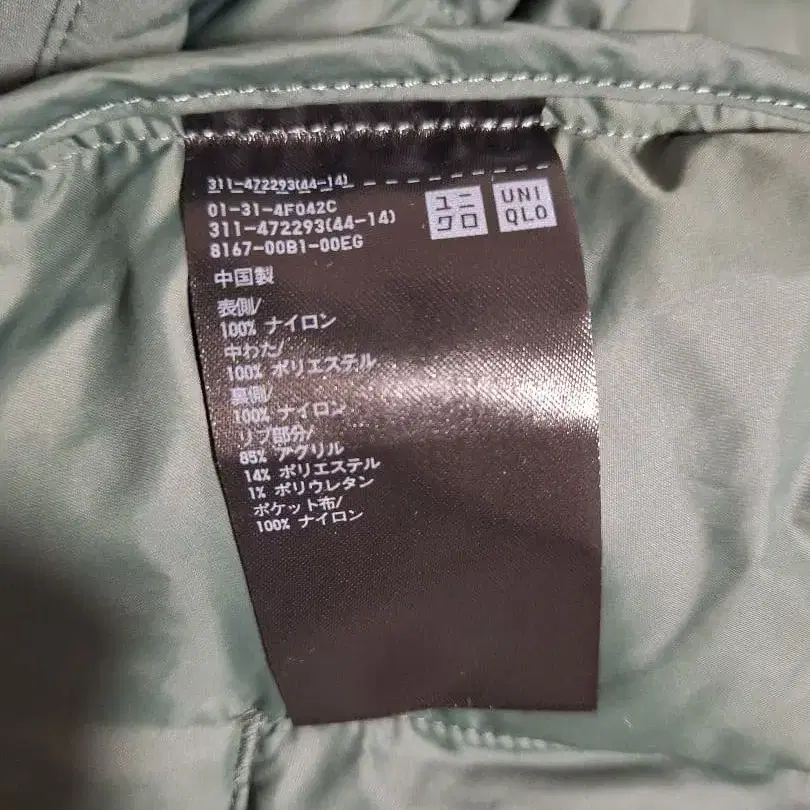 311-472293(44-14)
01-31-4F042C
311-472293(44-14)
8167-00B1-00EG
ユニ
クロ
UNI
QLO
中国製
表側/
100% ナイロン
中わた/
100% ポリエステル
裏側/
100% ナイロン
リブ部分/
85% アクリル
14% ポリエステル
1% ポリウレタン
ポケット布/
100% ナイロン